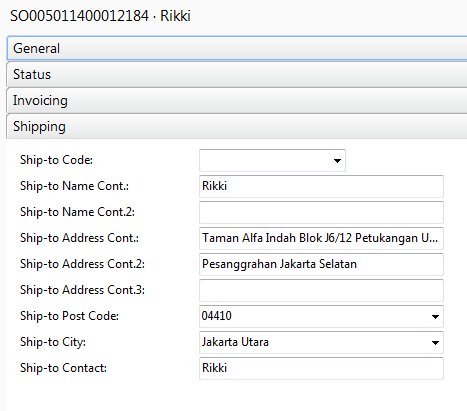 SO005011400012184 · Rikki
General
Status
Invoicing
Shipping
Ship-to Code:
Ship-to Name Cont.: Rikki
Ship-to Name Cont.2:
Ship-to Address Cont.: Taman Alfa Indah Blok J6/12 Petukangan U...
Ship-to Address Cont.2: Pesanggrahan Jakarta Selatan
Ship-to Address Cont.3:
Ship-to Post Code: 04410
Ship-to City: Jakarta Utara
Ship-to Contact: Rikki